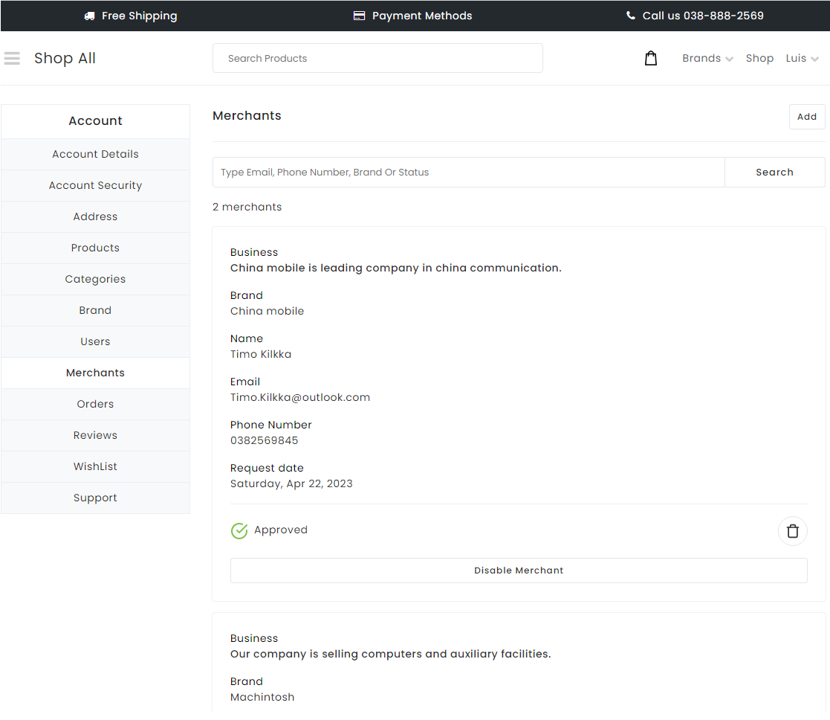 Free Shipping
Payment Methods
Call us 038-888-2569
Shop All
Search Products
Brands
Shop
Luis
Account
Account Details
Account Security
Address
Products
Categories
Brand
Users
Merchants
Orders
Reviews
WishList
Support
Merchants
Add
Type Email, Phone Number, Brand Or Status
Search
2 merchants
Business
China mobile is leading company in china communication.
Brand
China mobile
Name
Timo Kilkka
Email
Timo.Kilkka@outlook.com
Phone Number
0382569845
Request date
Saturday, Apr 22, 2023
Approved
Disable Merchant
Business
Our company is selling computers and auxiliary facilities.
Brand
Machintosh